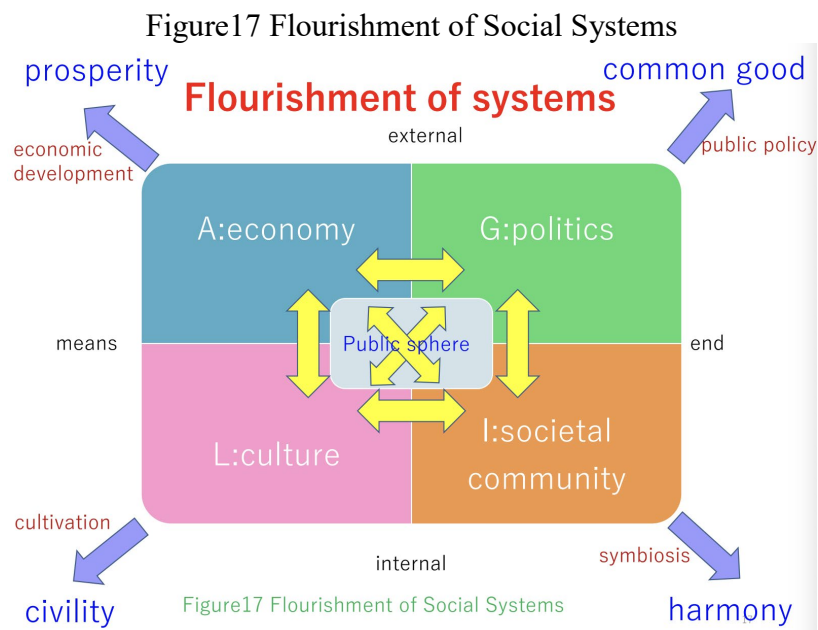 Figure17 Flourishment of Social Systems
prosperity
common good
Flourishment of systems
external
economic
development
public policy
A:economy
G:politics
means
Public sphere
end
L:culture
I:societal
community
cultivation
symbiosis
internal
civility
Figure17 Flourishment of Social Systems
harmony